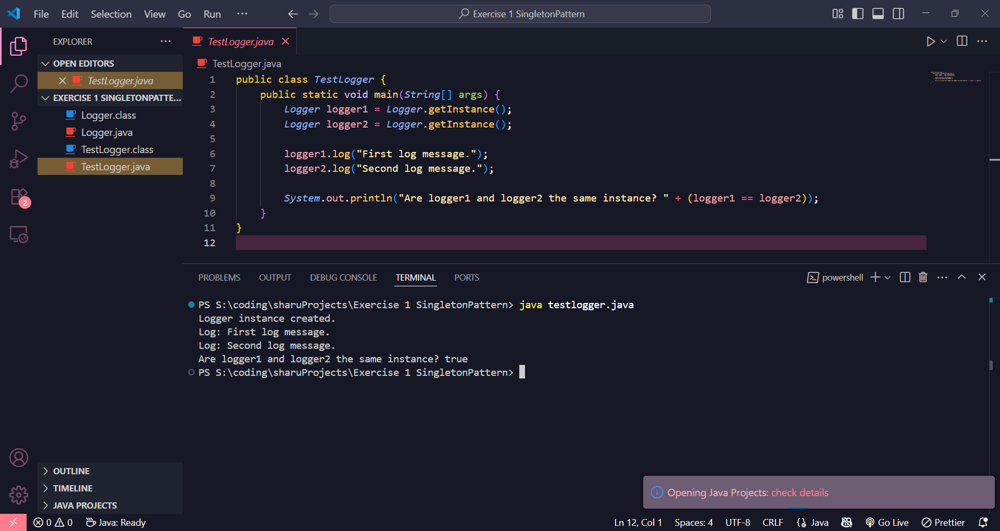 File Edit Selection View Go Run ··· Exercise 1 SingletonPattern
EXPLORER ···
OPEN EDITORS
TestLogger.java
EXERCISE 1 SINGLETONPATTE...
Logger.class
Logger.java
TestLogger.class
TestLogger.java
2
OUTLINE
TIMELINE
JAVA PROJECTS
TestLogger.java
TestLogger.java
1 public class TestLogger {
2 public static void main(String[] args) {
3 Logger logger1 = Logger.getInstance();
4 Logger logger2 = Logger.getInstance();
5
6 logger1.log("First log message.");
7 logger2.log("Second log message.");
8
9 System.out.println("Are logger1 and logger2 the same instance? " + (logger1 == logger2));
10 }
11 }
12
PROBLEMS OUTPUT DEBUG CONSOLE TERMINAL PORTS powershell
PS S:\coding\sharuProjects\Exercise 1 SingletonPattern> java testlogger.java
Logger instance created.
Log: First log message.
Log: Second log message.
Are logger1 and logger2 the same instance? true
PS S:\coding\sharuProjects\Exercise 1 SingletonPattern>
Opening Java Projects: check details
0 0 Java: Ready Ln 12, Col 1 Spaces: 4 UTF-8 CRLF Java Go Live Prettier